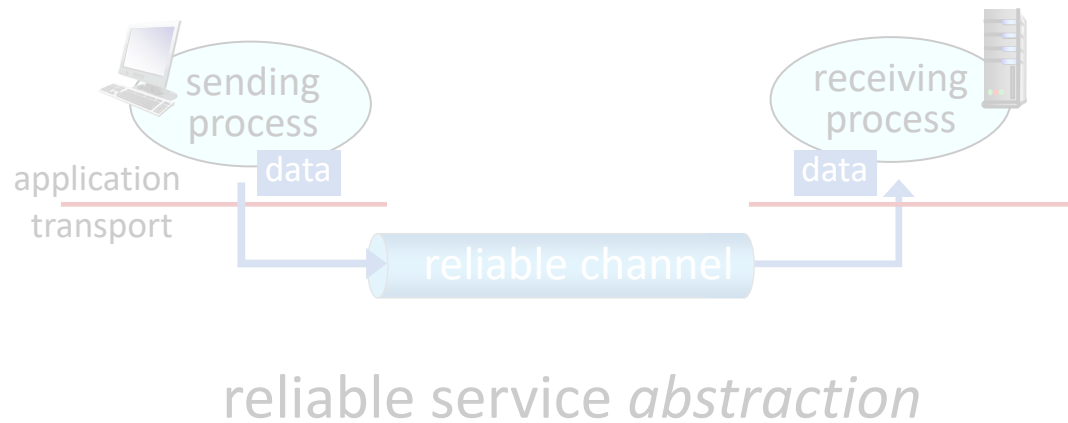 sending
process
data
receiving
process
data
application
transport
reliable channel
reliable service abstraction